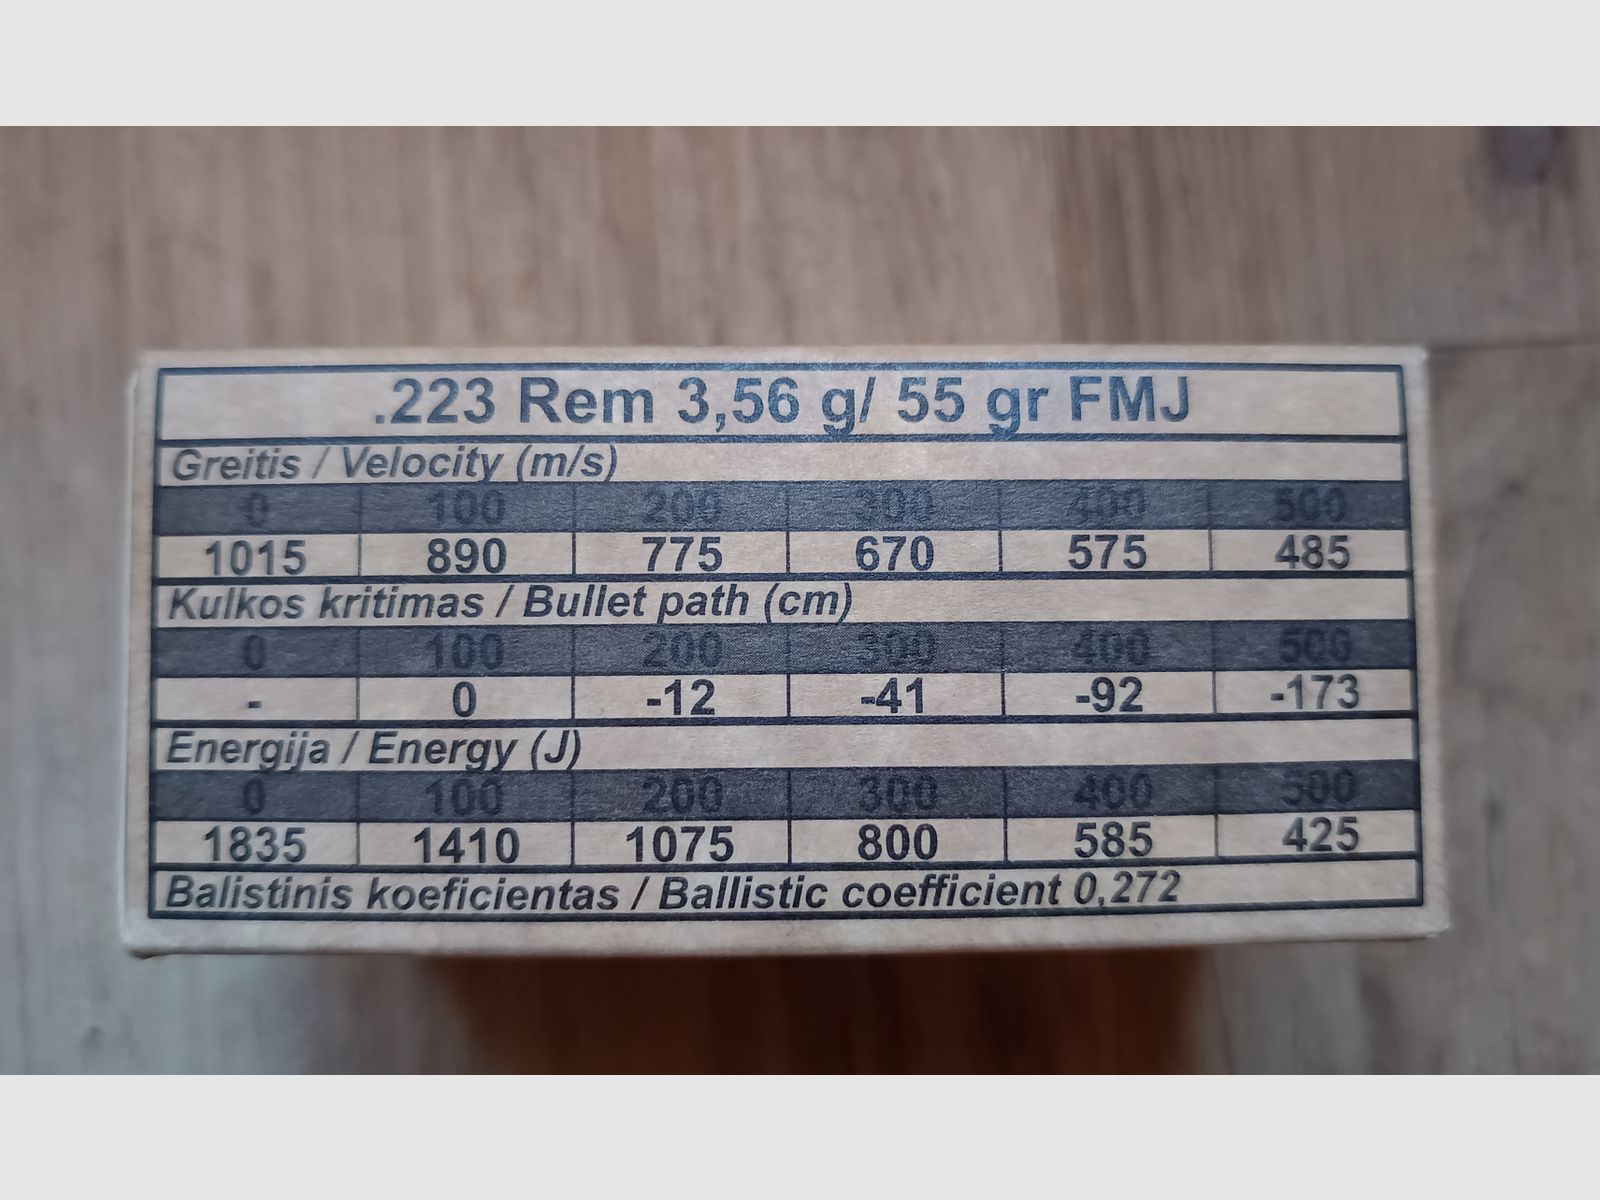 .223 Rem 3,56 g/ 55 gr FMJ
Greitis / Velocity (m/s)
0 100 200 300 400 500
1015 890 775 670 575 485
Kulkos kritimas / Bullet path (cm)
0 100 200 300 400 500
- 0 -12 -41 -92 -173
Energija / Energy (J)
0 100 200 300 400 500
1835 1410 1075 800 585 425
Balistinis koeficientas / Ballistic coefficient 0,272